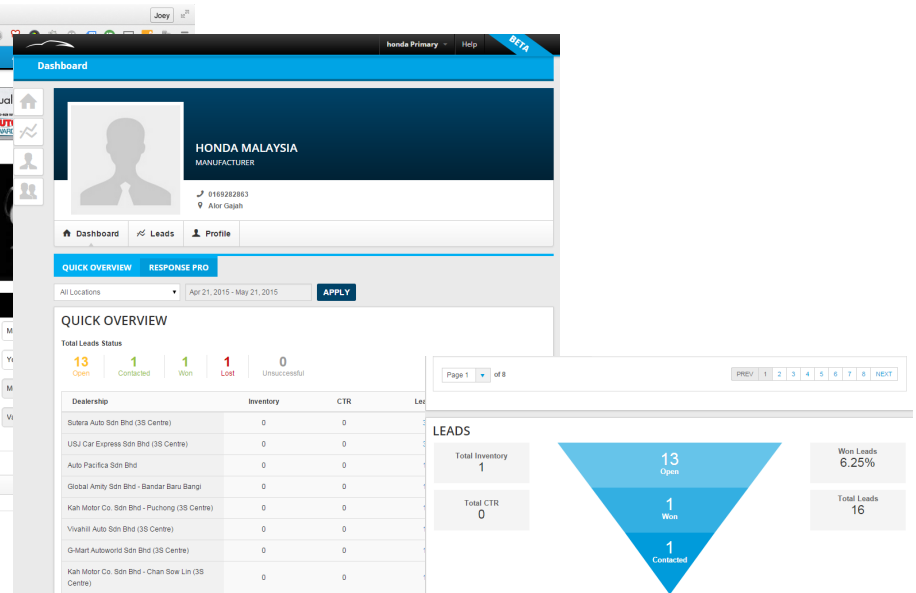 Joey
honda Primary Help BETA
Dashboard
HONDA MALAYSIA
MANUFACTURER
0169282863
Alor Gajah
Dashboard Leads Profile
QUICK OVERVIEW RESPONSE PRO
All Locations Apr 21, 2015 - May 21, 2015 APPLY
QUICK OVERVIEW
Total Leads Status
13 1 1 1 0
Open Contacted Won Lost Unsuccessful
Dealership Inventory CTR
Sutera Auto Sdn Bhd (3S Centre) 0 0
USJ Car Express Sdn Bhd (3S Centre) 0 0
Auto Pacifica Sdn Bhd 0 0
Global Amity Sdn Bhd - Bandar Baru Bangi 0 0
Kah Motor Co. Sdn Bhd - Puchong (3S Centre) 0 0
Vivahill Auto Sdn Bhd (3S Centre) 0 0
G-Mart Autoworld Sdn Bhd (3S Centre) 0 0
Kah Motor Co. Sdn Bhd - Chan Sow Lin (3S
Centre) 0 0
Page 1 of 8 PREV 1 2 3 4 5 6 7 8 NEXT
LEADS
Total Inventory
1
Total CTR
0
13
Open
1
Won
1
Contacted
Won Leads
6.25%
Total Leads
16